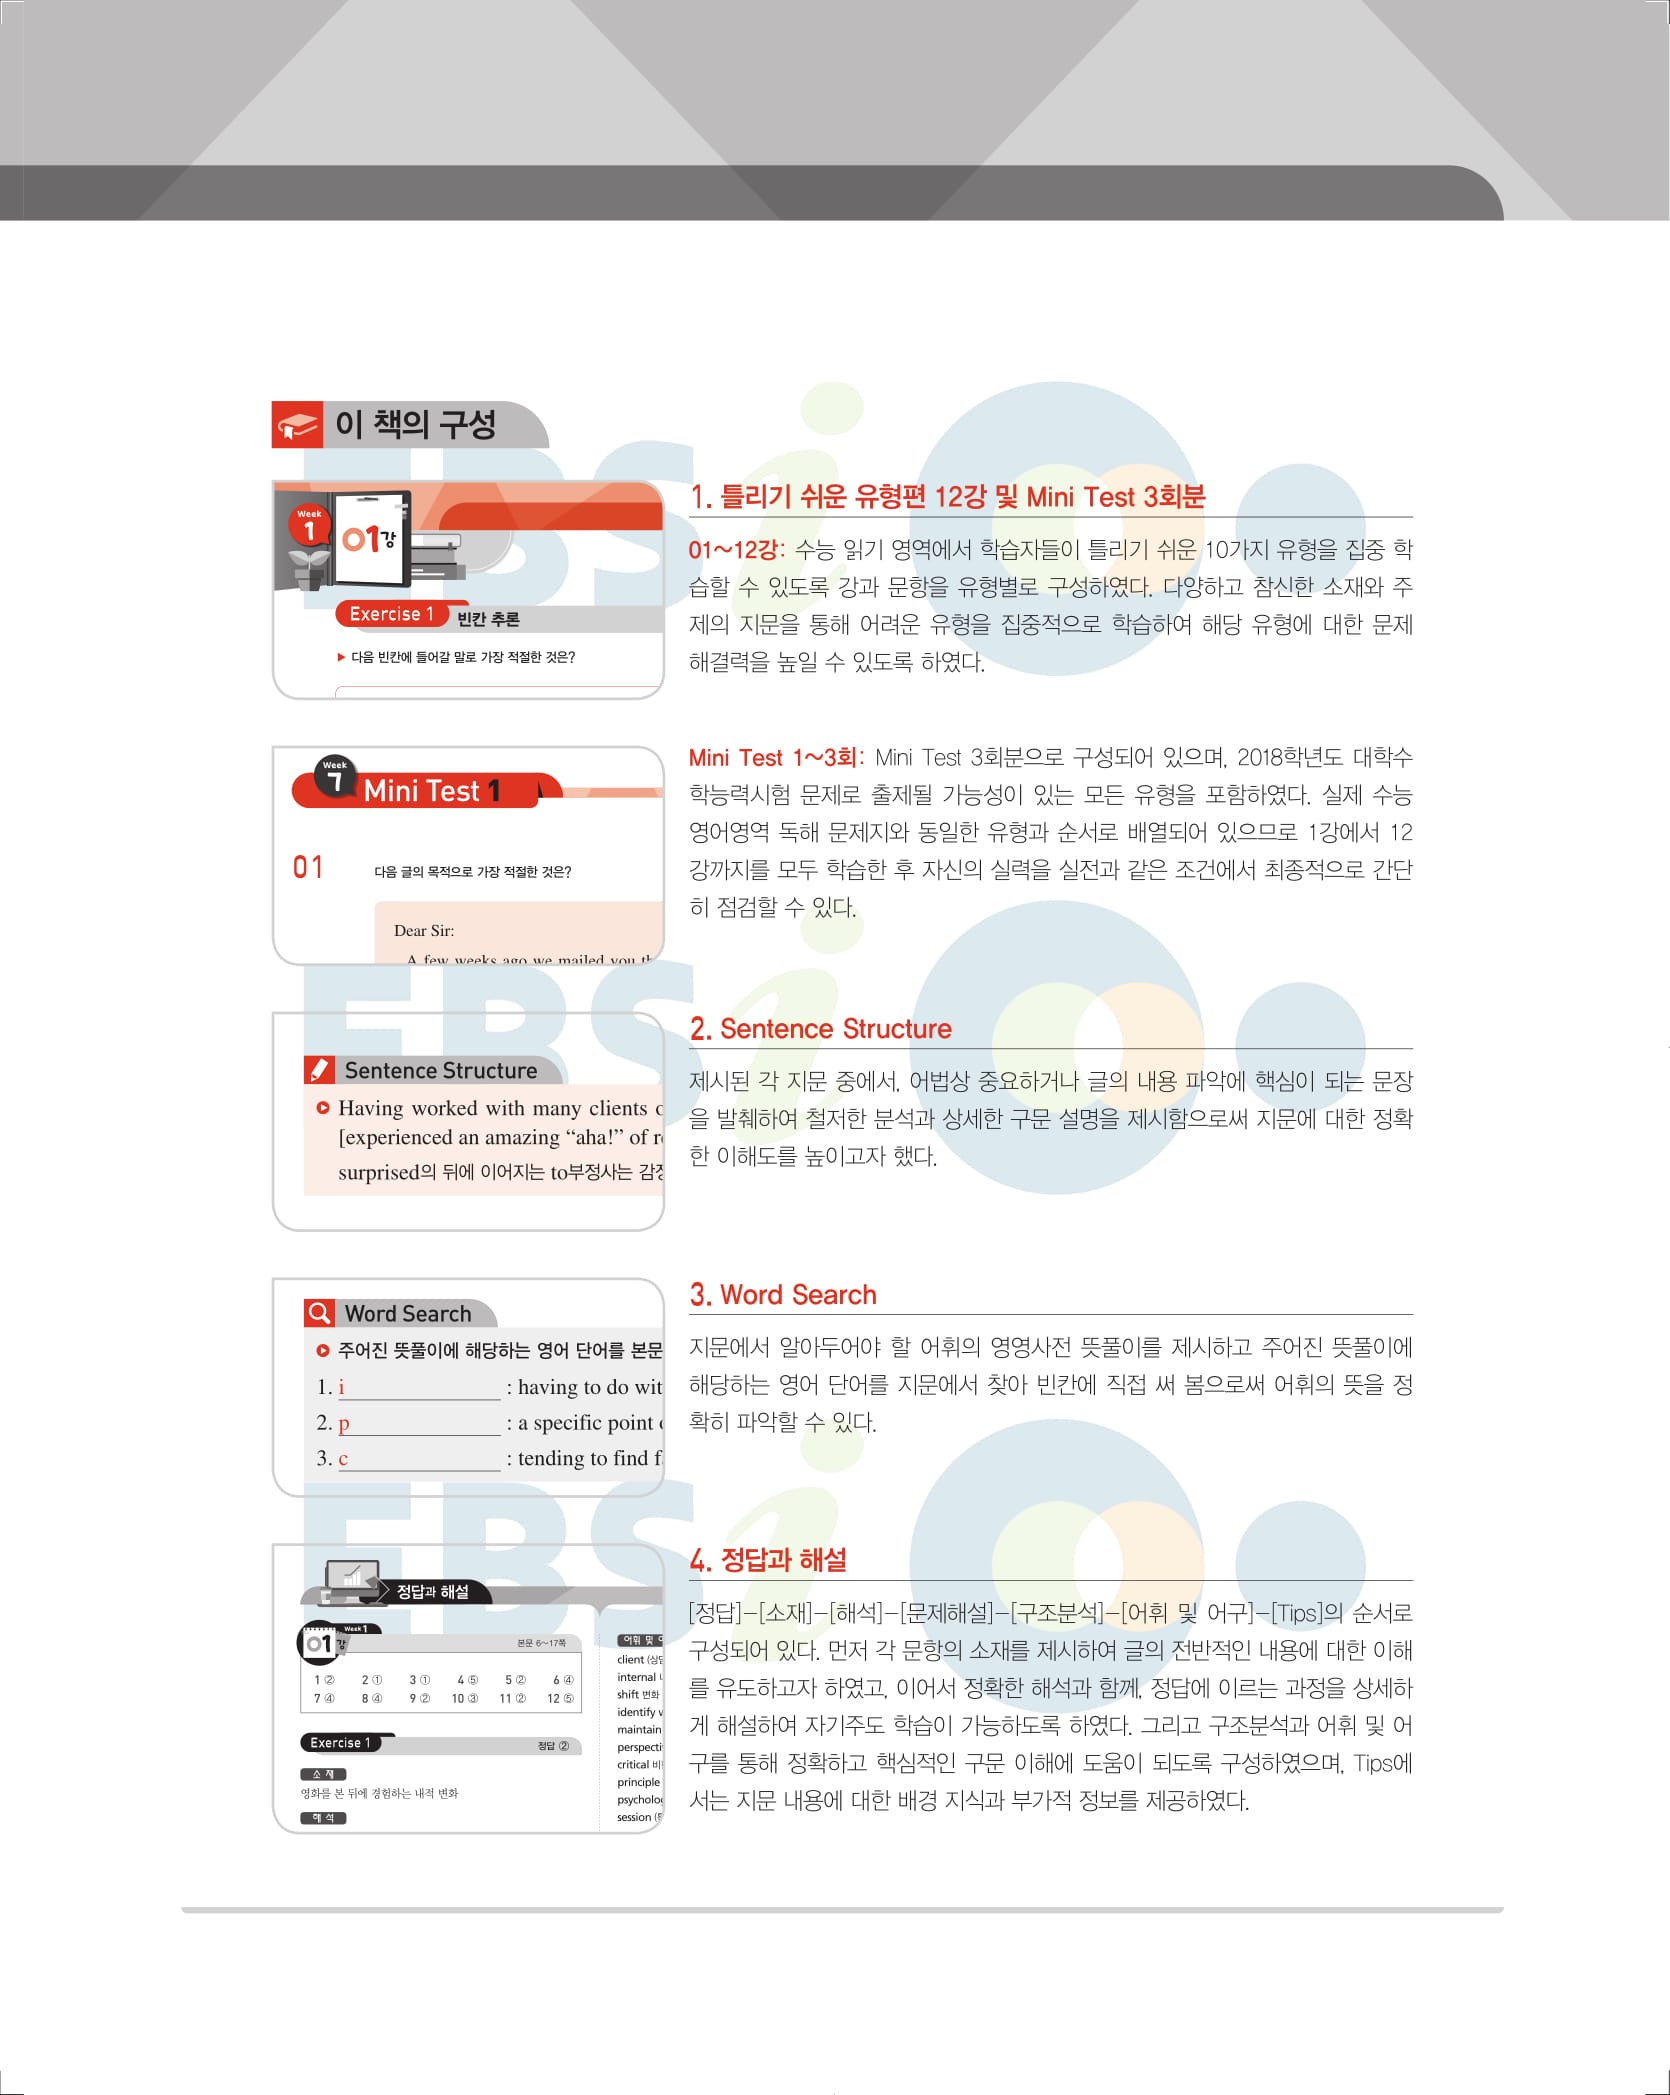 이 책의 구성
Week
1
01강
Exercise 1 빈칸 추론
▶ 다음 빈칸에 들어갈 말로 가장 적절한 것은?
1. 틀리기 쉬운 유형편 12강 및 Mini Test 3회분
01~12강: 수능 읽기 영역에서 학습자들이 틀리기 쉬운 10가지 유형을 집중 학
습할 수 있도록 강과 문항을 유형별로 구성하였다. 다양하고 참신한 소재와 주
제의 지문을 통해 어려운 유형을 집중적으로 학습하여 해당 유형에 대한 문제
해결력을 높일 수 있도록 하였다.
Week
7
Mini Test 1
01 다음 글의 목적으로 가장 적절한 것은?
Dear Sir:
A few weeks ago we mailed you th
Mini Test 1~3회: Mini Test 3회분으로 구성되어 있으며, 2018학년도 대학수
학능력시험 문제로 출제될 가능성이 있는 모든 유형을 포함하였다. 실제 수능
영어영역 독해 문제지와 동일한 유형과 순서로 배열되어 있으므로 1강에서 12
강까지를 모두 학습한 후 자신의 실력을 실전과 같은 조건에서 최종적으로 간단
히 점검할 수 있다.
Sentence Structure
Having worked with many clients o
[experienced an amazing “aha!” of re
surprised의 뒤에 이어지는 to부정사는 감정
2. Sentence Structure
제시된 각 지문 중에서, 어법상 중요하거나 글의 내용 파악에 핵심이 되는 문장
을 발췌하여 철저한 분석과 상세한 구문 설명을 제시함으로써 지문에 대한 정확
한 이해도를 높이고자 했다.
Word Search
주어진 뜻풀이에 해당하는 영어 단어를 본문
1. i : having to do wit
2. p : a specific point
3. c : tending to find f
3. Word Search
지문에서 알아두어야 할 어휘의 영영사전 뜻풀이를 제시하고 주어진 뜻풀이에
해당하는 영어 단어를 지문에서 찾아 빈칸에 직접 써 봄으로써 어휘의 뜻을 정
확히 파악할 수 있다.
정답과 해설
Week 1
01강
본문 6~17쪽
1 ② 2 ① 3 ① 4 ⑤ 5 ② 6 ④
7 ④ 8 ④ 9 ② 10 ③ 11 ② 12 ⑤
Exercise 1 정답 ②
소재
영화를 본 뒤에 경험하는 내적 변화
해석
어휘 및
client (상담
internal
shift 변화
identify
maintain
perspecti
critical 비
principle
psycholog
session
4. 정답과 해설
[정답]-[소재]-[해석]-[문제해설]-[구조분석]-[어휘 및 어구]-[Tips]의 순서로
구성되어 있다. 먼저 각 문항의 소재를 제시하여 글의 전반적인 내용에 대한 이해
를 유도하고자 하였고, 이어서 정확한 해석과 함께, 정답에 이르는 과정을 상세하
게 해설하여 자기주도 학습이 가능하도록 하였다. 그리고 구조분석과 어휘 및 어
구를 통해 정확하고 핵심적인 구문 이해에 도움이 되도록 구성하였으며, Tips에
서는 지문 내용에 대한 배경 지식과 부가적 정보를 제공하였다.
EBSi
EBSi
EBSi